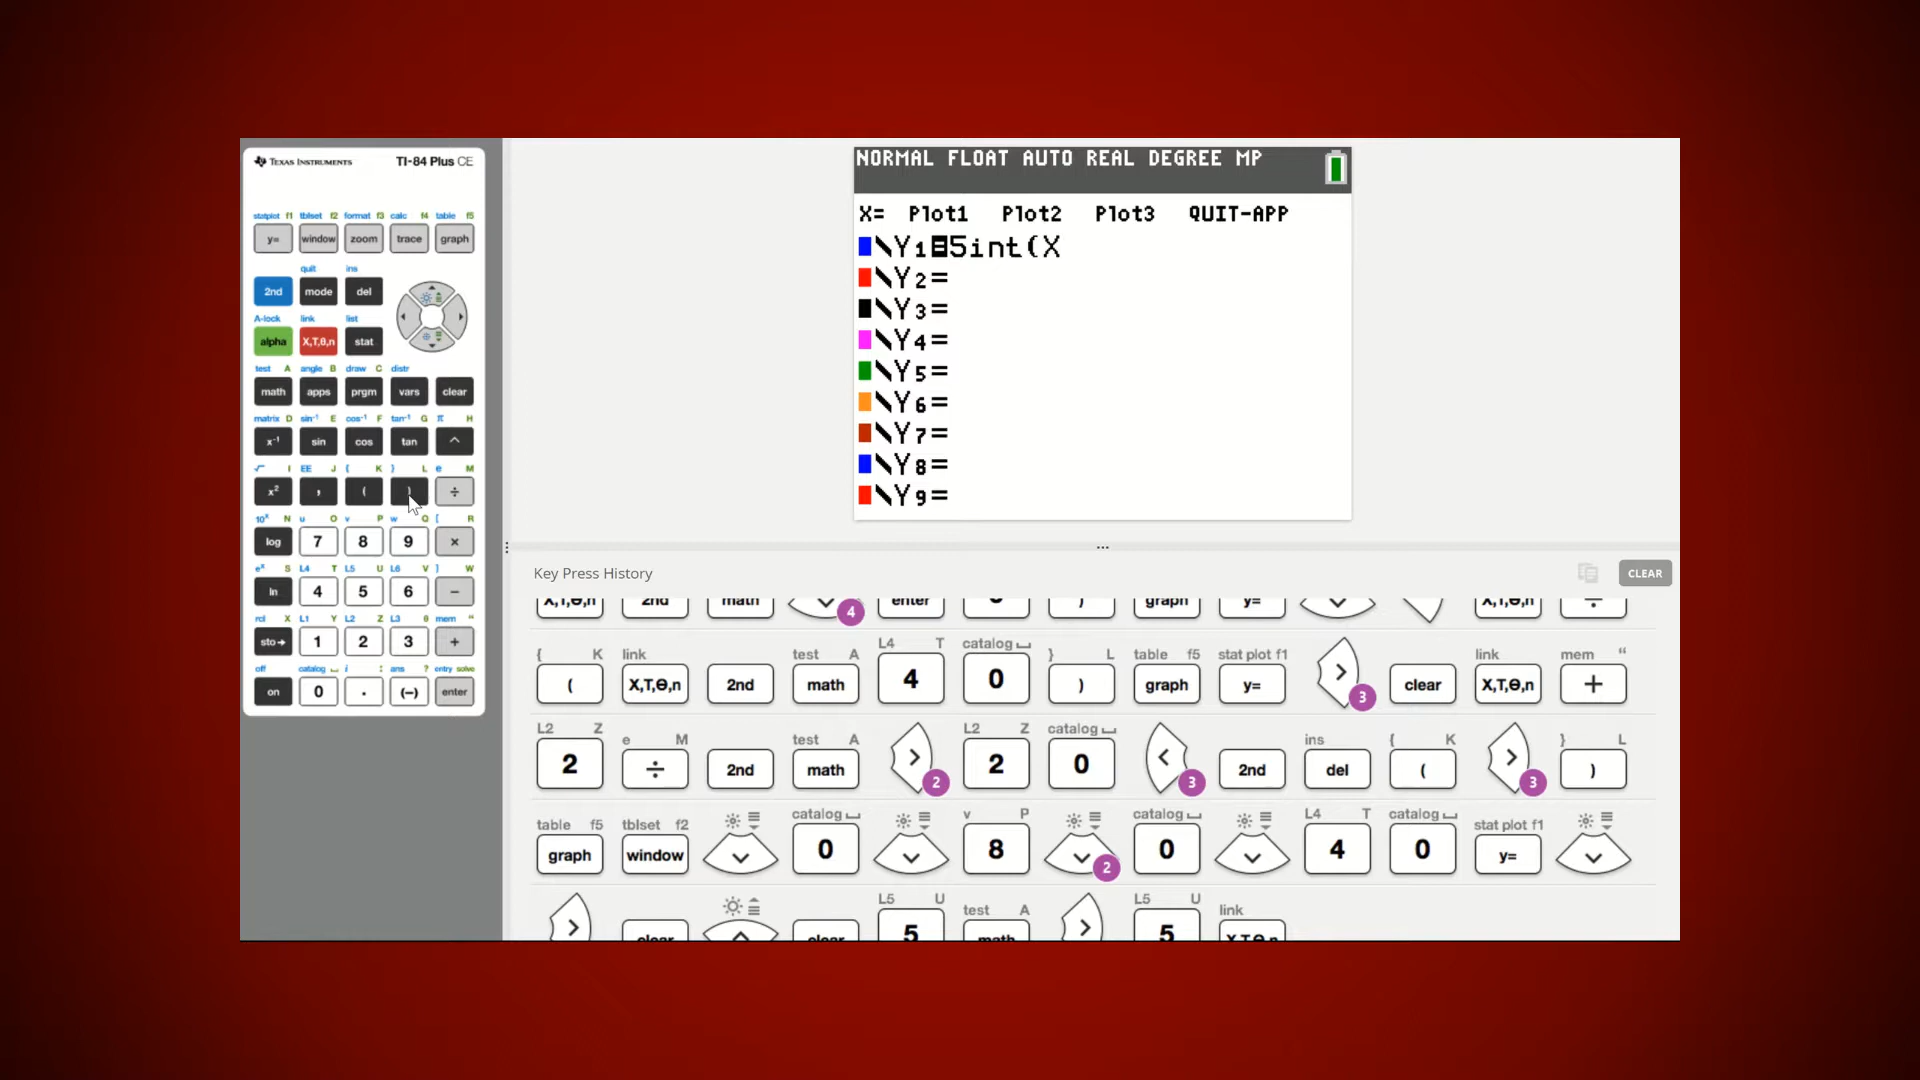 TEXAS INSTRUMENTS TI-84 Plus CE
statplot f1 tblset f2 format f3 calc f4 table f5
y= window zoom trace graph
quit ins
2nd mode del
A-lock link list
alpha X,T,θ,n stat
test A angle B draw C distr
math apps prgm vars clear
matrix D sin⁻¹ E cos⁻¹ F tan⁻¹ G π H
x⁻¹ sin cos tan ^
√ I EE J { K } L e M
x² , ( ) ÷
10ˣ N u O v P w Q [ R
log 7 8 9 ×
eˣ S L4 T L5 U L6 V ] W
ln 4 5 6 −
rcl X L1 Y L2 Z L3 θ mem “
sto→ 1 2 3 +
off catalog ⎵ i : ans ? entry solve
on 0 . (−) enter
NORMAL FLOAT AUTO REAL DEGREE MP
X= Plot1 Plot2 Plot3 QUIT-APP
\Y1=5int(X
\Y2=
\Y3=
\Y4=
\Y5=
\Y6=
\Y7=
\Y8=
\Y9=
Key Press History
CLEAR
X,T,Θ,n 2nd math 4 enter ) graph y= X,T,Θ,n ÷
{ K link test A L4 T catalog ⎵ } L table f5 stat plot f1 link mem “
( X,T,Θ,n 2nd math 4 0 ) graph y= > 3 clear X,T,Θ,n +
L2 Z e M test A L2 Z catalog ⎵ ins { K } L
2 ÷ 2nd math > 2 2 0 < 3 2nd del ( > 3 )
table f5 tblset f2 catalog ⎵ v P catalog ⎵ L4 T catalog ⎵ stat plot f1
graph window 0 8 2 0 4 0 y=
L5 U test A L5 U link
> clear clear 5 math > 5 X,T,Θ,n